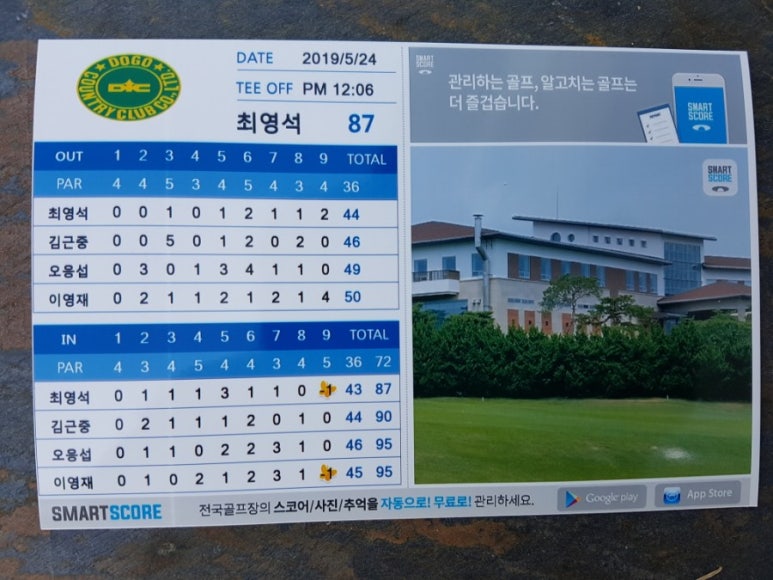 DOGO
COUNTRY CLUB CO., LTD.
DATE 2019/5/24
TEE OFF PM 12:06
최영석 87
OUT 1 2 3 4 5 6 7 8 9 TOTAL
PAR 4 4 5 3 4 5 4 3 4 36
최영석 0 0 1 0 1 2 1 1 2 44
김근중 0 0 5 0 1 2 0 2 0 46
오응섭 0 3 0 1 3 4 1 1 0 49
이영재 0 2 1 1 2 1 2 1 4 50
IN 1 2 3 4 5 6 7 8 9 TOTAL
PAR 4 3 4 5 4 4 3 4 5 36 72
최영석 0 1 1 1 3 1 1 0 -1 43 87
김근중 0 2 1 1 1 2 0 1 0 44 90
오응섭 0 1 1 0 2 2 3 1 0 46 95
이영재 0 1 0 2 1 2 3 1 -1 45 95
SMART SCORE
관리하는 골프, 알고치는 골프는
더 즐겁습니다.
SMART
SCORE
SMART
SCORE
SMARTSCORE 전국골프장의 스코어/사진/추억을 자동으로! 무료로! 관리하세요.
Google play
App Store